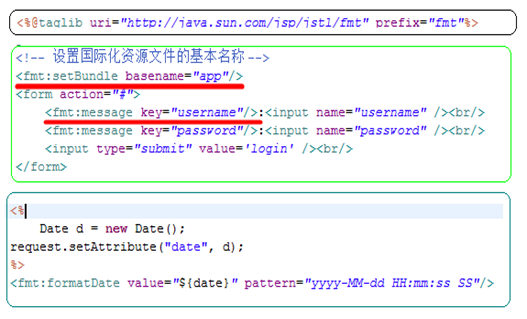 <%@taglib uri="http://java.sun.com/jsp/jstl/fmt" prefix="fmt"%>
<!-- 设置国际化资源文件的基本名称 -->
<fmt:setBundle basename="app"/>
<form action="#">
<fmt:message key="username"/>:<input name="username" /><br/>
<fmt:message key="password"/>:<input name="password" /><br/>
<input type="submit" value='login' /><br/>
</form>
<%
Date d = new Date();
request.setAttribute("date", d);
%>
<fmt:formatDate value="${date}" pattern="yyyy-MM-dd HH:mm:ss SS"/>